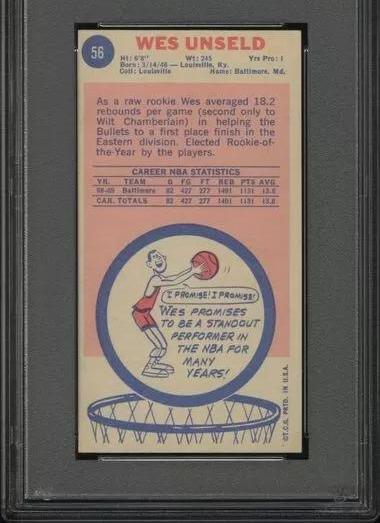 56
WES UNSELD
Ht: 6'8" Wt: 245 Yrs Pro: 1
Born: 3/14/46 — Louisville, Ky.
Coll: Louisville Home: Baltimore, Md.
As a raw rookie Wes averaged 18.2
rebounds per game (second only to
Wilt Chamberlain) in helping the
Bullets to a first place finish in the
Eastern division. Elected Rookie-of-
the-Year by the players.
CAREER NBA STATISTICS
YR. TEAM G FG FT REB PTS AVG
68-69 Baltimore 82 427 277 1491 1131 13.8
CAR. TOTALS 82 427 277 1491 1131 13.8
I PROMISE! I PROMISE!
WES PROMISES
TO BE A STANDOUT
PERFORMER IN
THE NBA FOR
MANY
YEARS!
©T.C.G. PRTD. IN U.S.A.